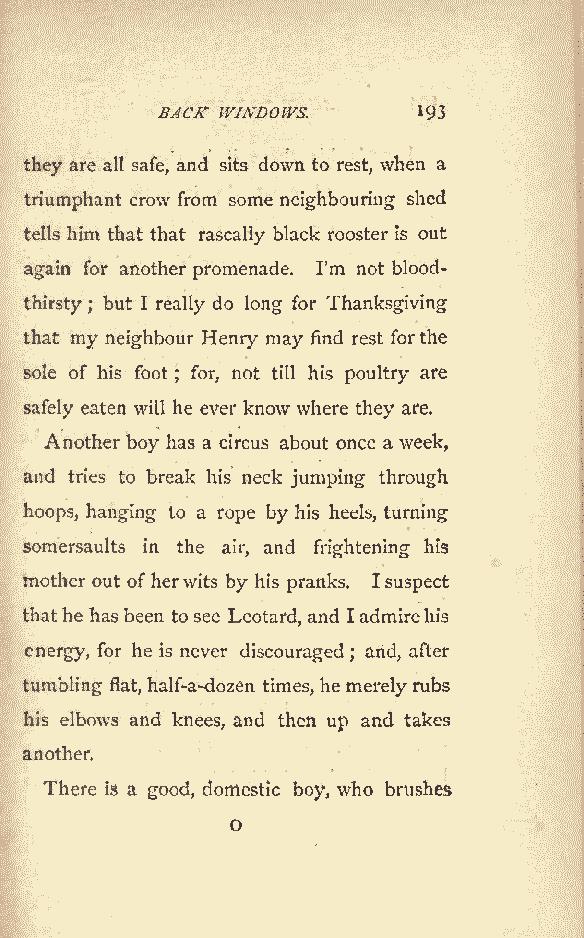 BACK WINDOWS. 193
they are all safe, and sits down to rest, when a
triumphant crow from some neighbouring shed
tells him that that rascally black rooster is out
again for another promenade. I'm not blood-
thirsty; but I really do long for Thanksgiving
that my neighbour Henry may find rest for the
sole of his foot; for, not till his poultry are
safely eaten will he ever know where they are.
Another boy has a circus about once a week,
and tries to break his neck jumping through
hoops, hanging to a rope by his heels, turning
somersaults in the air, and frightening his
mother out of her wits by his pranks. I suspect
that he has been to see Leotard, and I admire his
energy, for he is never discouraged; and, after
tumbling flat, half-a-dozen times, he merely rubs
his elbows and knees, and then up and takes
another.
There is a good, domestic boy, who brushes
O